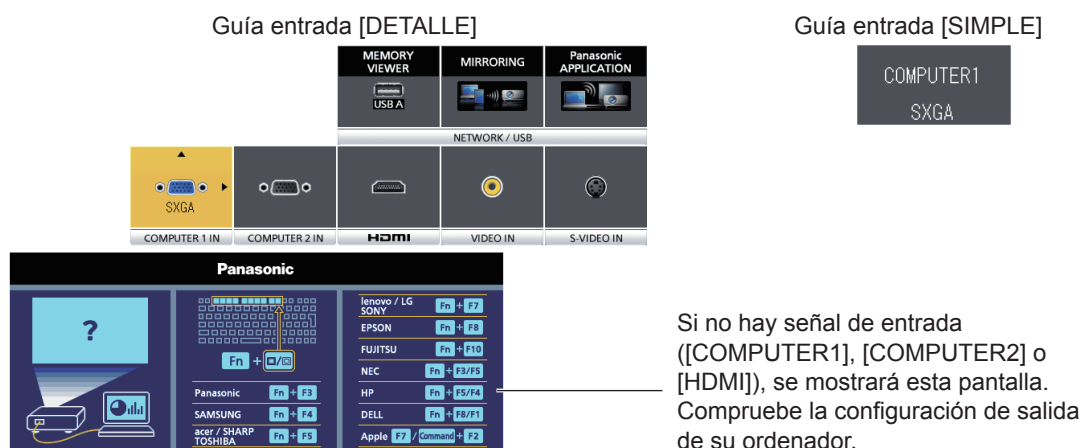 Guía entrada [DETALLE]
Guía entrada [SIMPLE]
MEMORY VIEWER
MIRRORING
Panasonic APPLICATION
USB A
NETWORK / USB
COMPUTER1
SXGA
SXGA
COMPUTER 1 IN
COMPUTER 2 IN
HDMI
VIDEO IN
S-VIDEO IN
Panasonic
?
Fn +
Panasonic Fn + F3
SAMSUNG Fn + F4
acer / SHARP
TOSHIBA Fn + F5
lenovo / LG
SONY Fn + F7
EPSON Fn + F8
FUJITSU Fn + F10
NEC Fn + F3/F5
HP Fn + F5/F4
DELL Fn + F8/F1
Apple F7 / Command + F2
Si no hay señal de entrada
([COMPUTER1], [COMPUTER2] o
[HDMI]), se mostrará esta pantalla.
Compruebe la configuración de salida
de su ordenador.